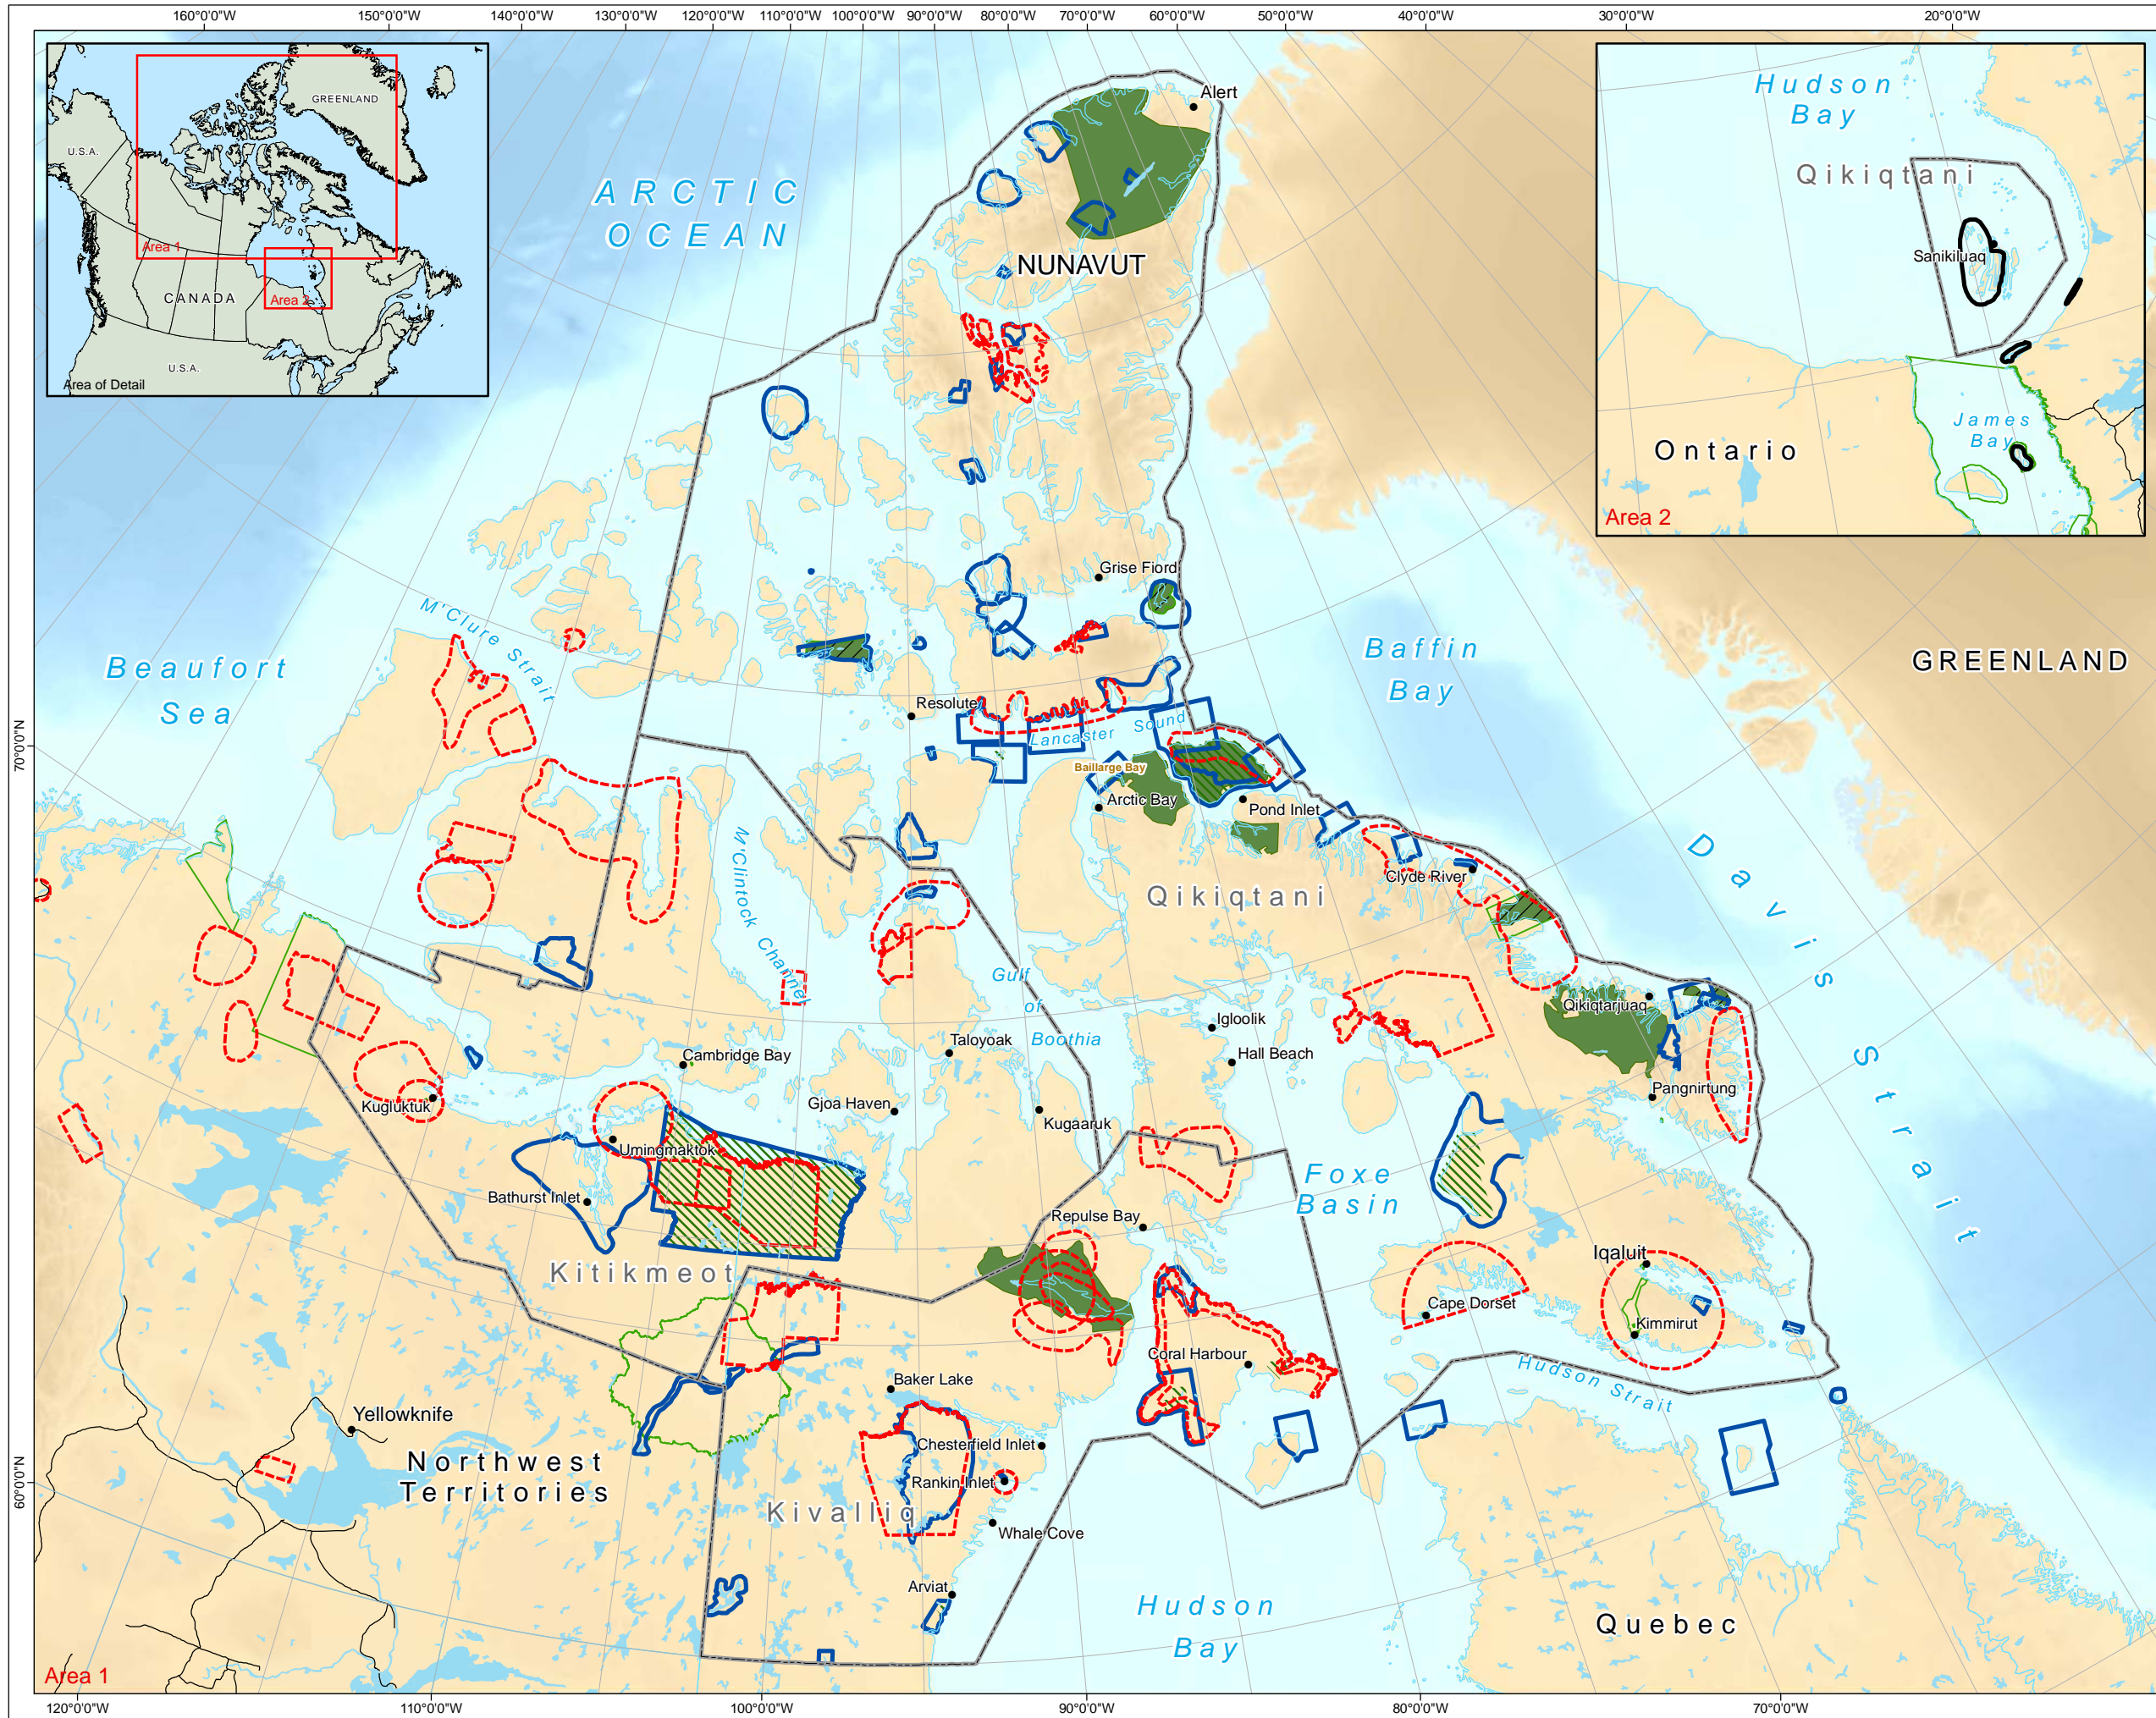 160°0'0"W
150°0'0"W
140°0'0"W
130°0'0"W
120°0'0"W
110°0'0"W
100°0'0"W
90°0'0"W
80°0'0"W
70°0'0"W
60°0'0"W
50°0'0"W
40°0'0"W
30°0'0"W
20°0'0"W
GREENLAND
U.S.A.
Area 1
Area 2
CANADA
U.S.A.
Area of Detail
Hudson
Bay
Qikiqtani
Sanikiluaq
James
Bay
Ontario
Area 2
ARCTIC
OCEAN
Alert
NUNAVUT
Grise Fiord
M'Clure Strait
Beaufort
Sea
Baffin
Bay
GREENLAND
Resolute
Lancaster Sound
Baillarge Bay
Arctic Bay
Pond Inlet
70°0'0"N
Clyde River
Qikiqtani
M'Clintock Channel
Davis Strait
Gulf
of
Boothia
Qikiqtarjuaq
Igloolik
Hall Beach
Taloyoak
Cambridge Bay
Pangnirtung
Gjoa Haven
Kugluktuk
Kugaaruk
Umingmaktok
Bathurst Inlet
Foxe
Basin
Repulse Bay
Iqaluit
Kitikmeot
Cape Dorset
Kimmirut
Coral Harbour
Hudson Strait
Baker Lake
Yellowknife
Chesterfield Inlet
Northwest
Territories
Rankin Inlet
60°0'0"N
Kivalliq
Whale Cove
Arviat
Hudson
Bay
Quebec
Area 1
120°0'0"W
110°0'0"W
100°0'0"W
90°0'0"W
80°0'0"W
70°0'0"W